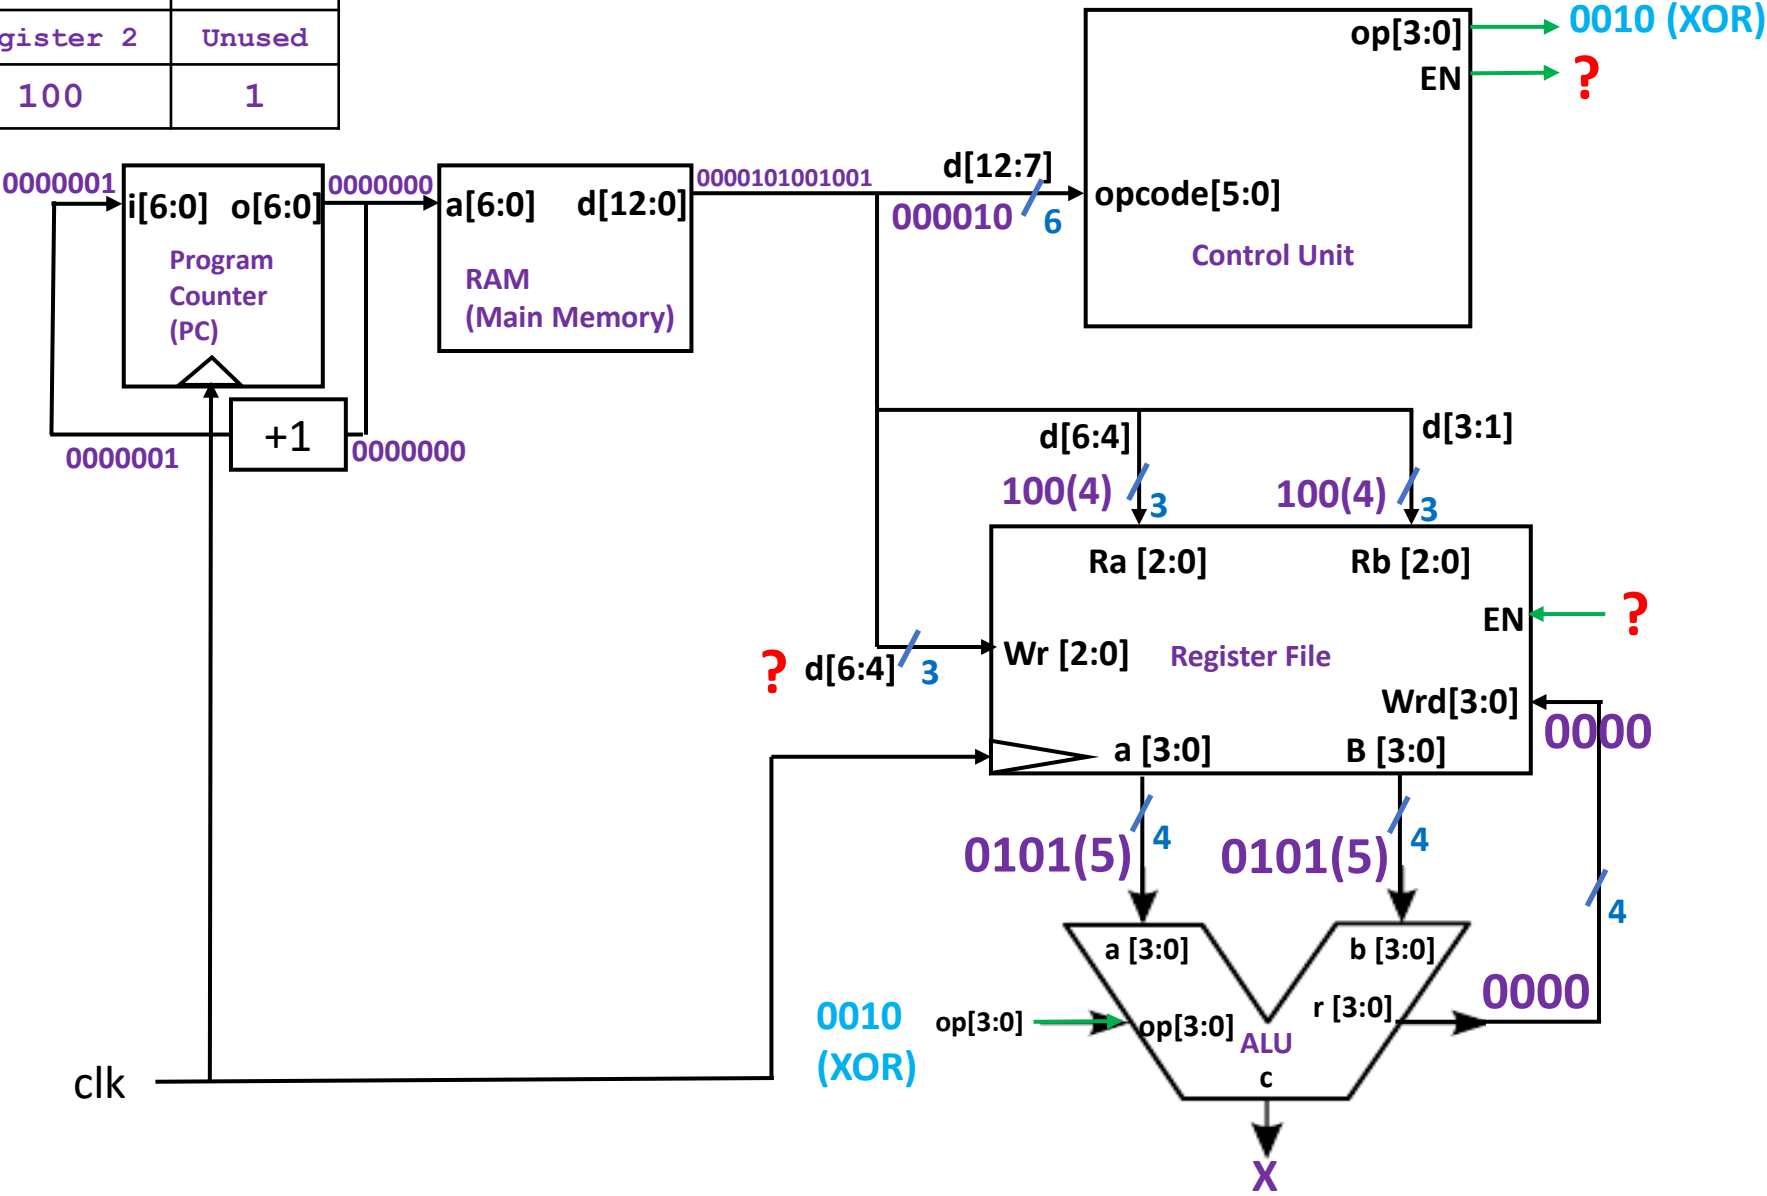 gister 2 Unused
100 1
op[3:0] 0010 (XOR)
EN ?
0000001 i[6:0] o[6:0] 0000000 a[6:0] d[12:0] 0000101001001 d[12:7] opcode[5:0]
000010 6
Program
Counter
(PC)
RAM
(Main Memory)
Control Unit
+1
0000001 0000000
d[6:4] d[3:1]
100(4) 3 100(4) 3
Ra [2:0] Rb [2:0]
EN ?
? d[6:4] 3 Wr [2:0] Register File
Wrd[3:0] 0000
a [3:0] B [3:0]
0101(5) 4 0101(5) 4
4
a [3:0] b [3:0]
0000
0010
(XOR)
op[3:0] op[3:0] r [3:0]
ALU
c
clk
X